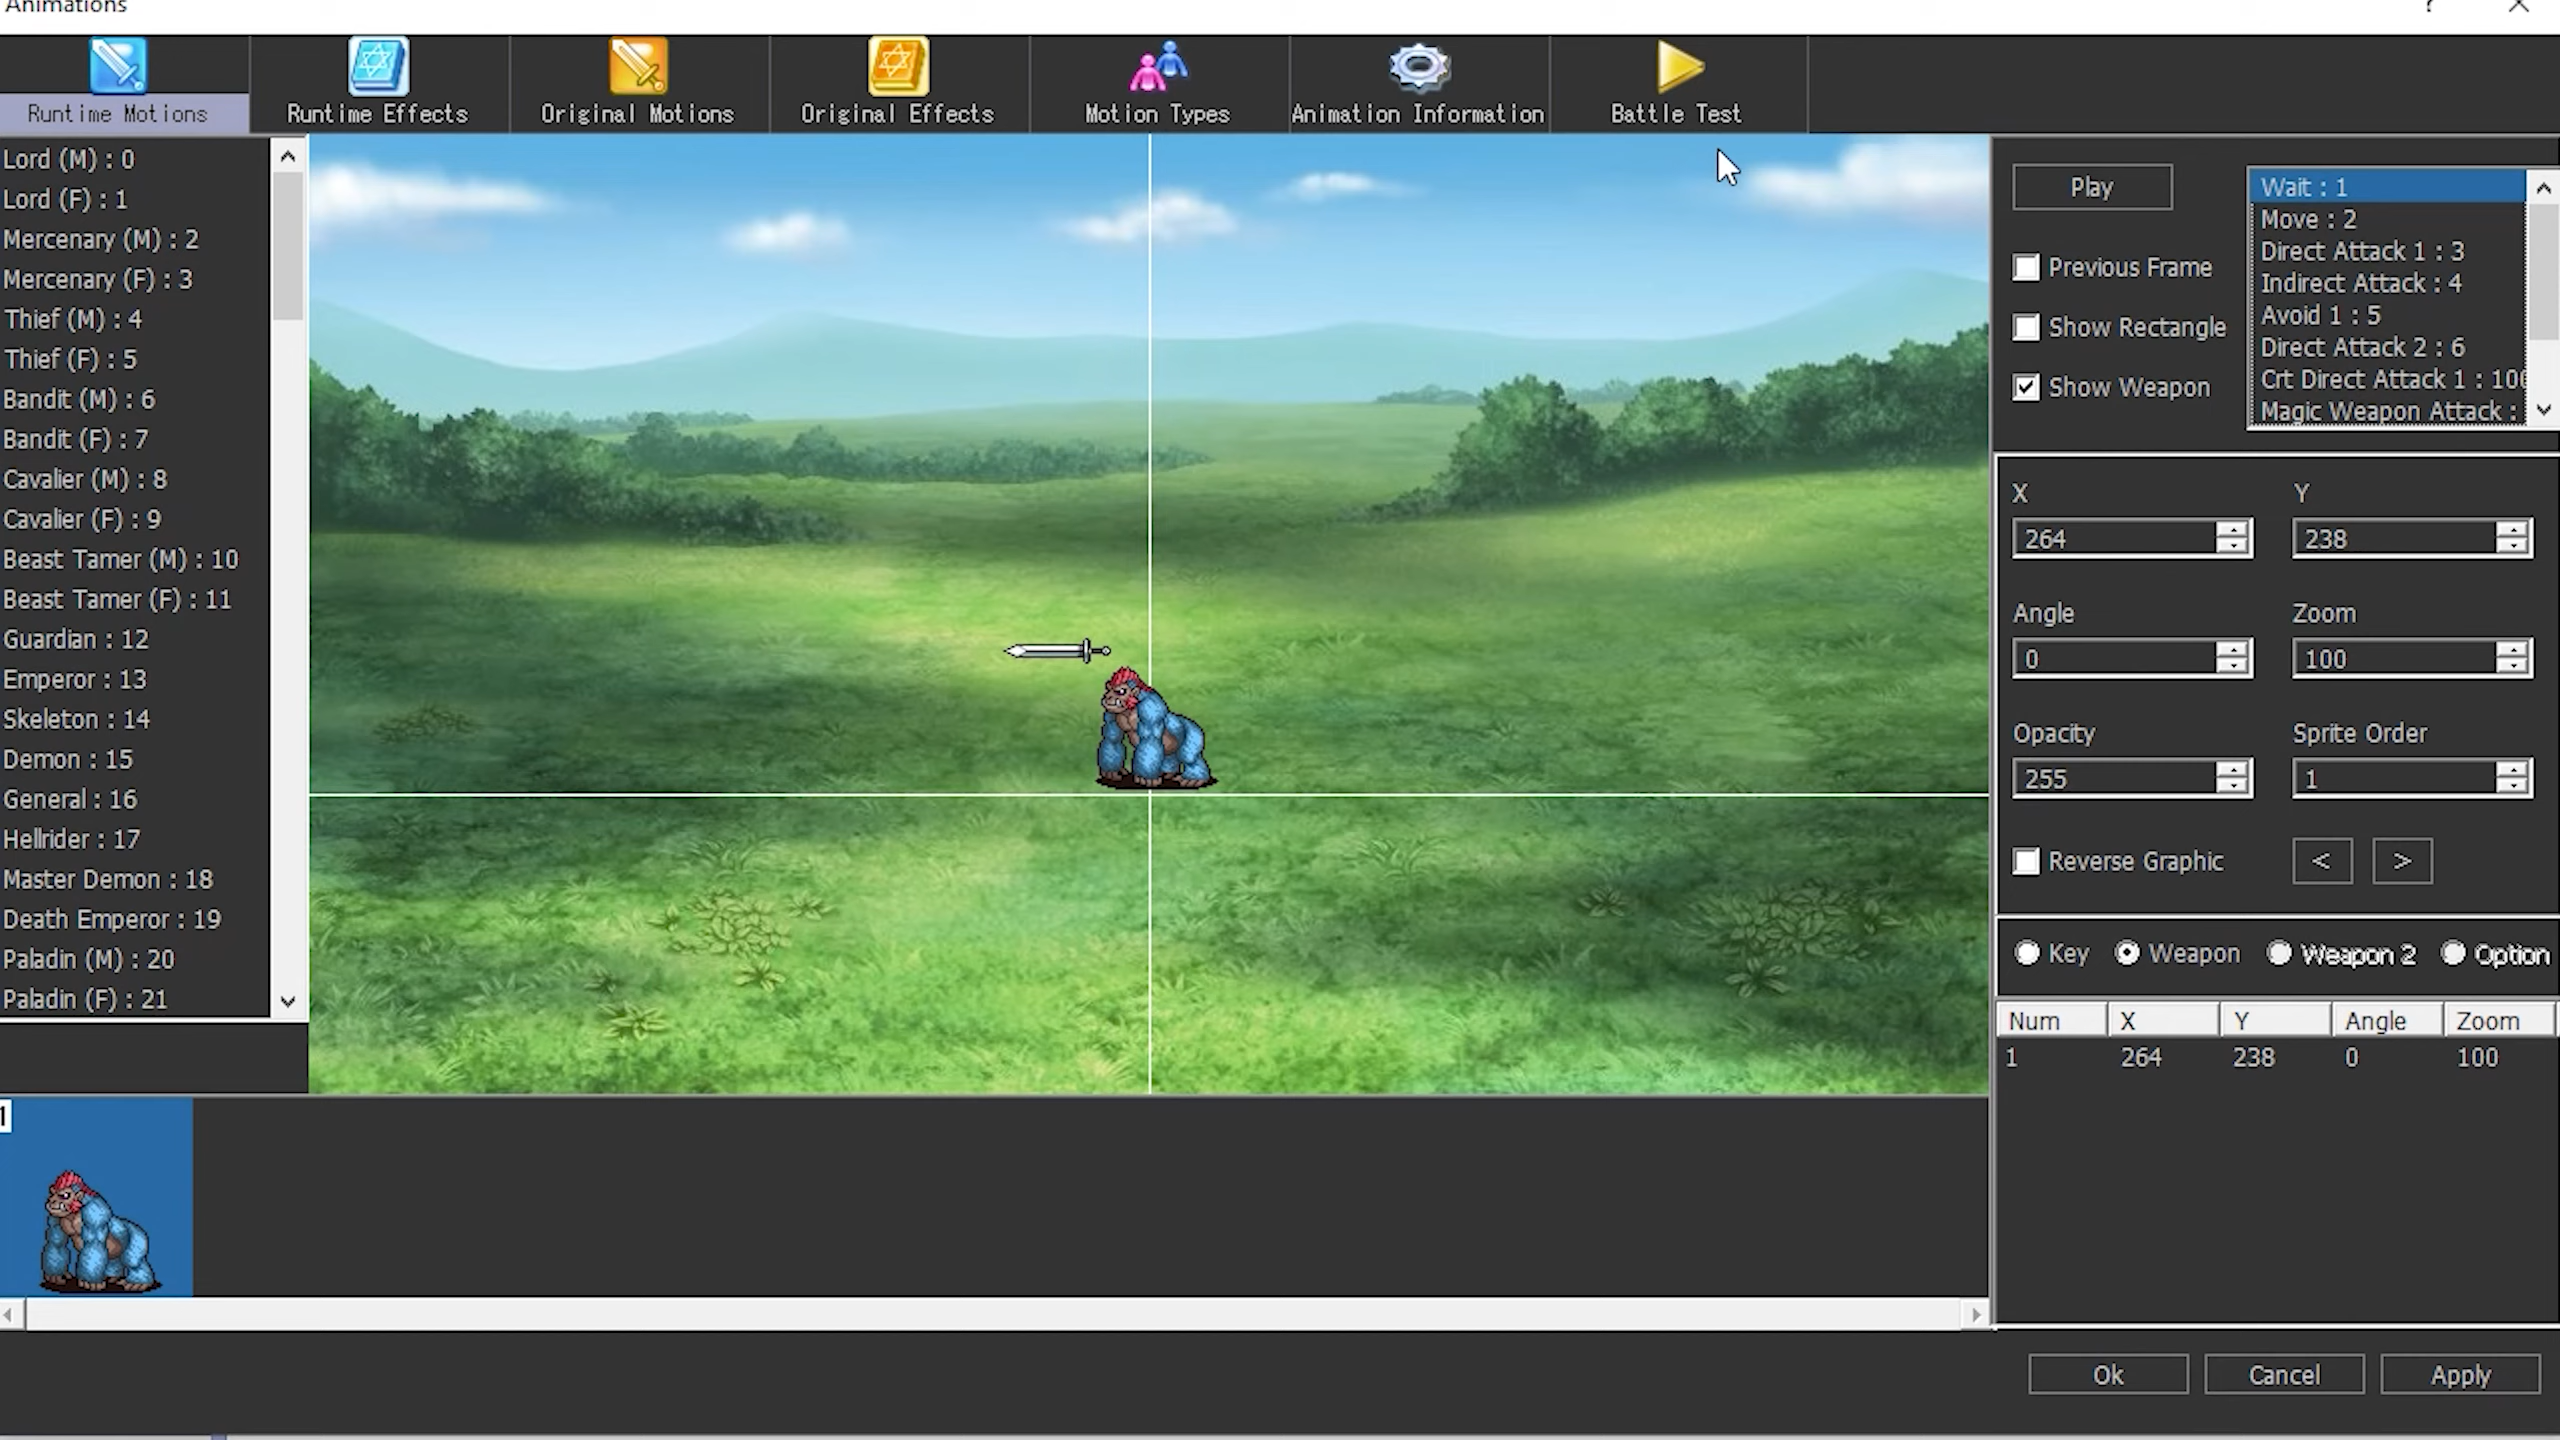 Animations
Runtime Motions
Runtime Effects
Original Motions
Original Effects
Motion Types
Animation Information
Battle Test
Lord (M) : 0
Lord (F) : 1
Mercenary (M) : 2
Mercenary (F) : 3
Thief (M) : 4
Thief (F) : 5
Bandit (M) : 6
Bandit (F) : 7
Cavalier (M) : 8
Cavalier (F) : 9
Beast Tamer (M) : 10
Beast Tamer (F) : 11
Guardian : 12
Emperor : 13
Skeleton : 14
Demon : 15
General : 16
Hellrider : 17
Master Demon : 18
Death Emperor : 19
Paladin (M) : 20
Paladin (F) : 21
1
Play
Previous Frame
Show Rectangle
Show Weapon
Wait : 1
Move : 2
Direct Attack 1 : 3
Indirect Attack : 4
Avoid 1 : 5
Direct Attack 2 : 6
Crt Direct Attack 1 : 100
Magic Weapon Attack :
X Y
264 238
Angle Zoom
0 100
Opacity Sprite Order
255 1
Reverse Graphic < >
Key Weapon Weapon 2 Option
Num X Y Angle Zoom
1 264 238 0 100
Ok Cancel Apply